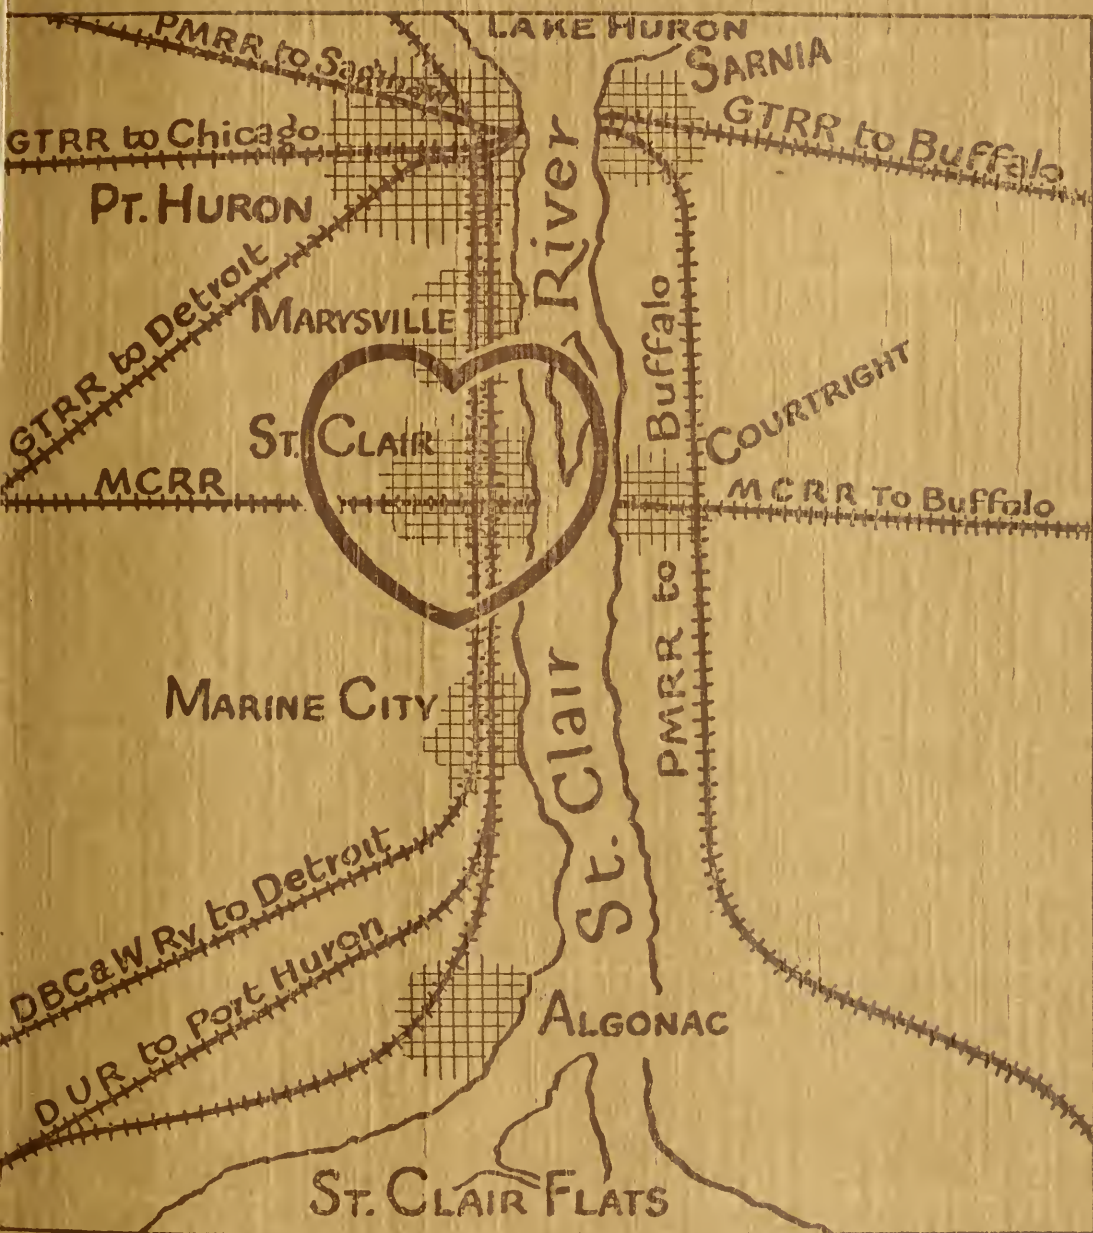 LAKE HURON
SARNIA
PMRR to Saginaw
GTRR to Chicago
GTRR to Buffalo
PT. HURON
River
GTRR to Detroit
MARYSVILLE
Buffalo
COURTRIGHT
ST. CLAIR
MCRR
MCRR To Buffalo
PMRR to
MARINE CITY
St. Clair
DBC&W Ry to Detroit
DUR to Port Huron
ALGONAC
ST. CLAIR FLATS